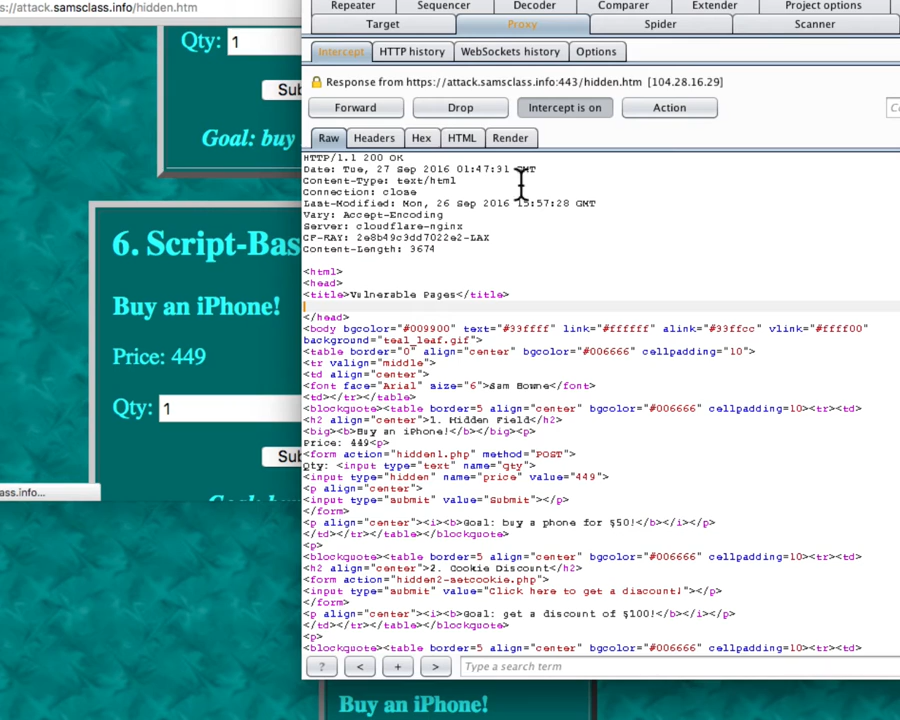 s://attack.samsclass.info/hidden.htm
Qty: 1
Sub
Goal: buy
6. Script-Bas
Buy an iPhone!
Price: 449
Qty: 1
Sub
ass.info...
Repeater Sequencer Decoder Comparer Extender Project options
Target Proxy Spider Scanner
Intercept HTTP history WebSockets history Options
Response from https://attack.samsclass.info:443/hidden.htm [104.28.16.29]
Forward Drop Intercept is on Action
Raw Headers Hex HTML Render
HTTP/1.1 200 OK
Date: Tue, 27 Sep 2016 01:47:31 GMT
Content-Type: text/html
Connection: close
Last-Modified: Mon, 26 Sep 2016 15:57:28 GMT
Vary: Accept-Encoding
Server: cloudflare-nginx
CF-RAY: 2e8b49c3dd7022e2-LAX
Content-Length: 3674
<html>
<head>
<title>Vulnerable Pages</title>
</head>
<body bgcolor="#009900" text="#33ffff" link="#ffffff" alink="#33ffcc" vlink="#ffff00"
background="teal_leaf.gif">
<table border="0" align="center" bgcolor="#006666" cellpadding="10">
<tr valign="middle">
<td align="center">
<font face="Arial" size="6">Sam Bowne</font>
<td></tr></table>
<blockquote><table border=5 align="center" bgcolor="#006666" cellpadding=10><tr><td>
<h2 align="center">1. Hidden Field</h2>
<big><b>Buy an iPhone!</b></big><p>
Price: 449<p>
<form action="hidden1.php" method="POST">
Qty: <input type="text" name="qty">
<input type="hidden" name="price" value="449">
<p align="center">
<input type="submit" value="Submit"></p>
</form>
<p align="center"><i><b>Goal: buy a phone for $50!</b></i></p>
</td></tr></table></blockquote>
<p>
<blockquote><table border=5 align="center" bgcolor="#006666" cellpadding=10><tr><td>
<h2 align="center">2. Cookie Discount</h2>
<form action="hidden2-setcookie.php">
<input type="submit" value="Click here to get a discount!"></p>
</form>
<p align="center"><i><b>Goal: get a discount of $100!</b></i></p>
</td></tr></table></blockquote>
<p>
<blockquote><table border=5 align="center" bgcolor="#006666" cellpadding=10><tr><td>
? < + > Type a search term
Buy an iPhone!